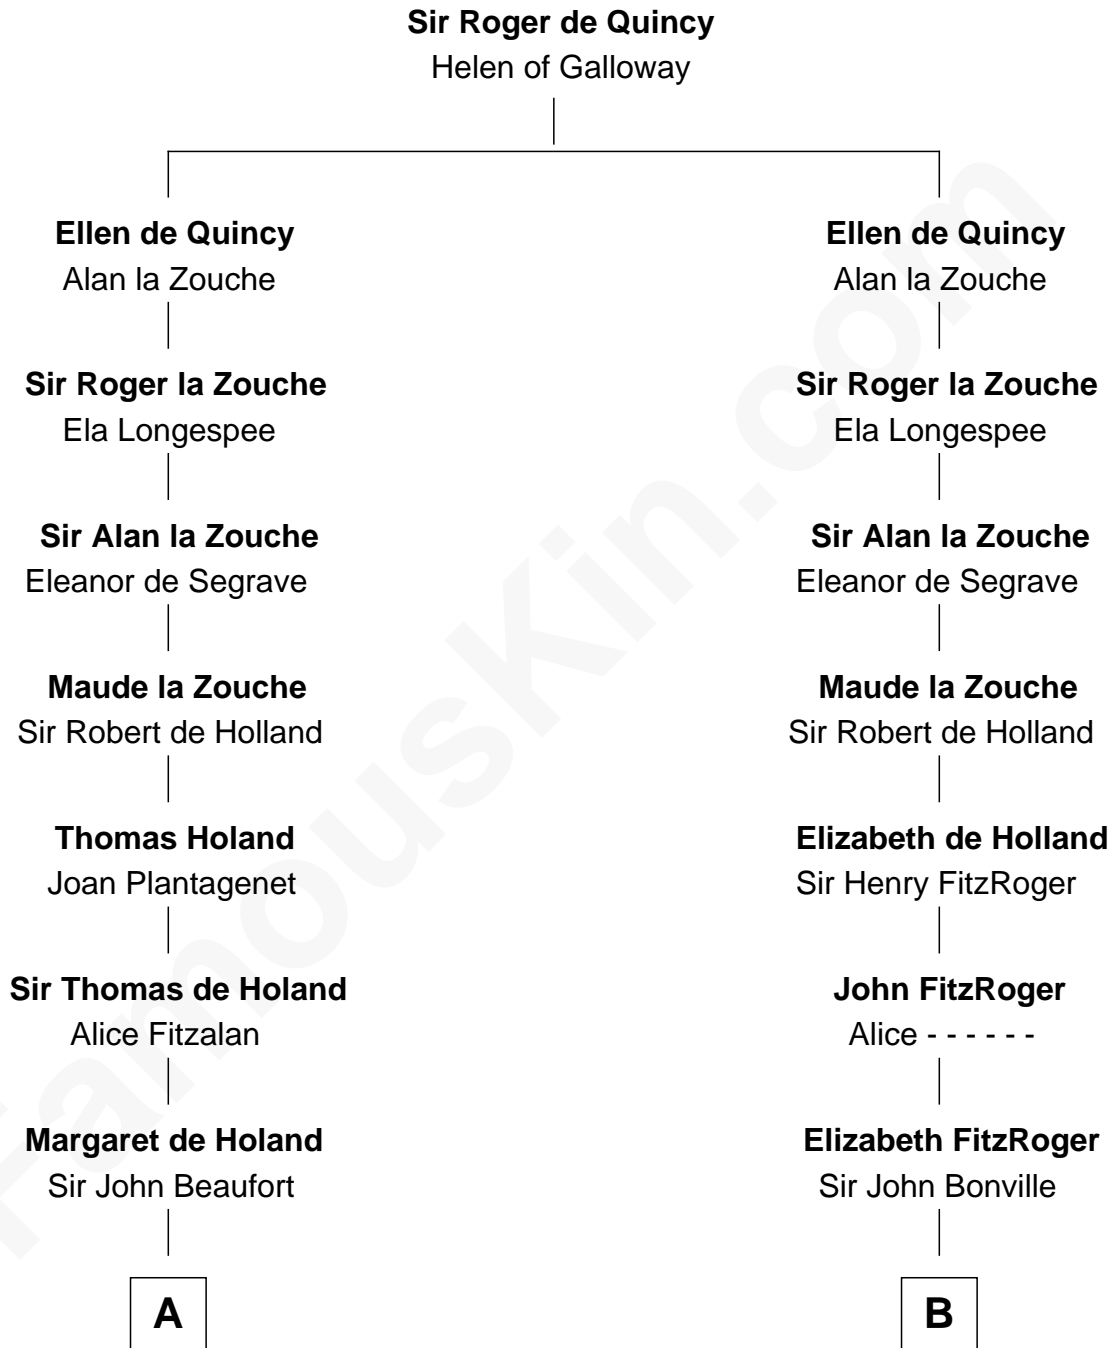 Sir Roger de Quincy
Helen of Galloway
Ellen de Quincy
Alan la Zouche
Ellen de Quincy
Alan la Zouche
Sir Roger la Zouche
Ela Longespee
Sir Roger la Zouche
Ela Longespee
Sir Alan la Zouche
Eleanor de Segrave
Sir Alan la Zouche
Eleanor de Segrave
Maude la Zouche
Sir Robert de Holland
Maude la Zouche
Sir Robert de Holland
Thomas Holand
Joan Plantagenet
Elizabeth de Holland
Sir Henry FitzRoger
Sir Thomas de Holand
Alice Fitzalan
John FitzRoger
Alice - - - - - -
Margaret de Holand
Sir John Beaufort
Elizabeth FitzRoger
Sir John Bonville
A
B
FamousKin.com